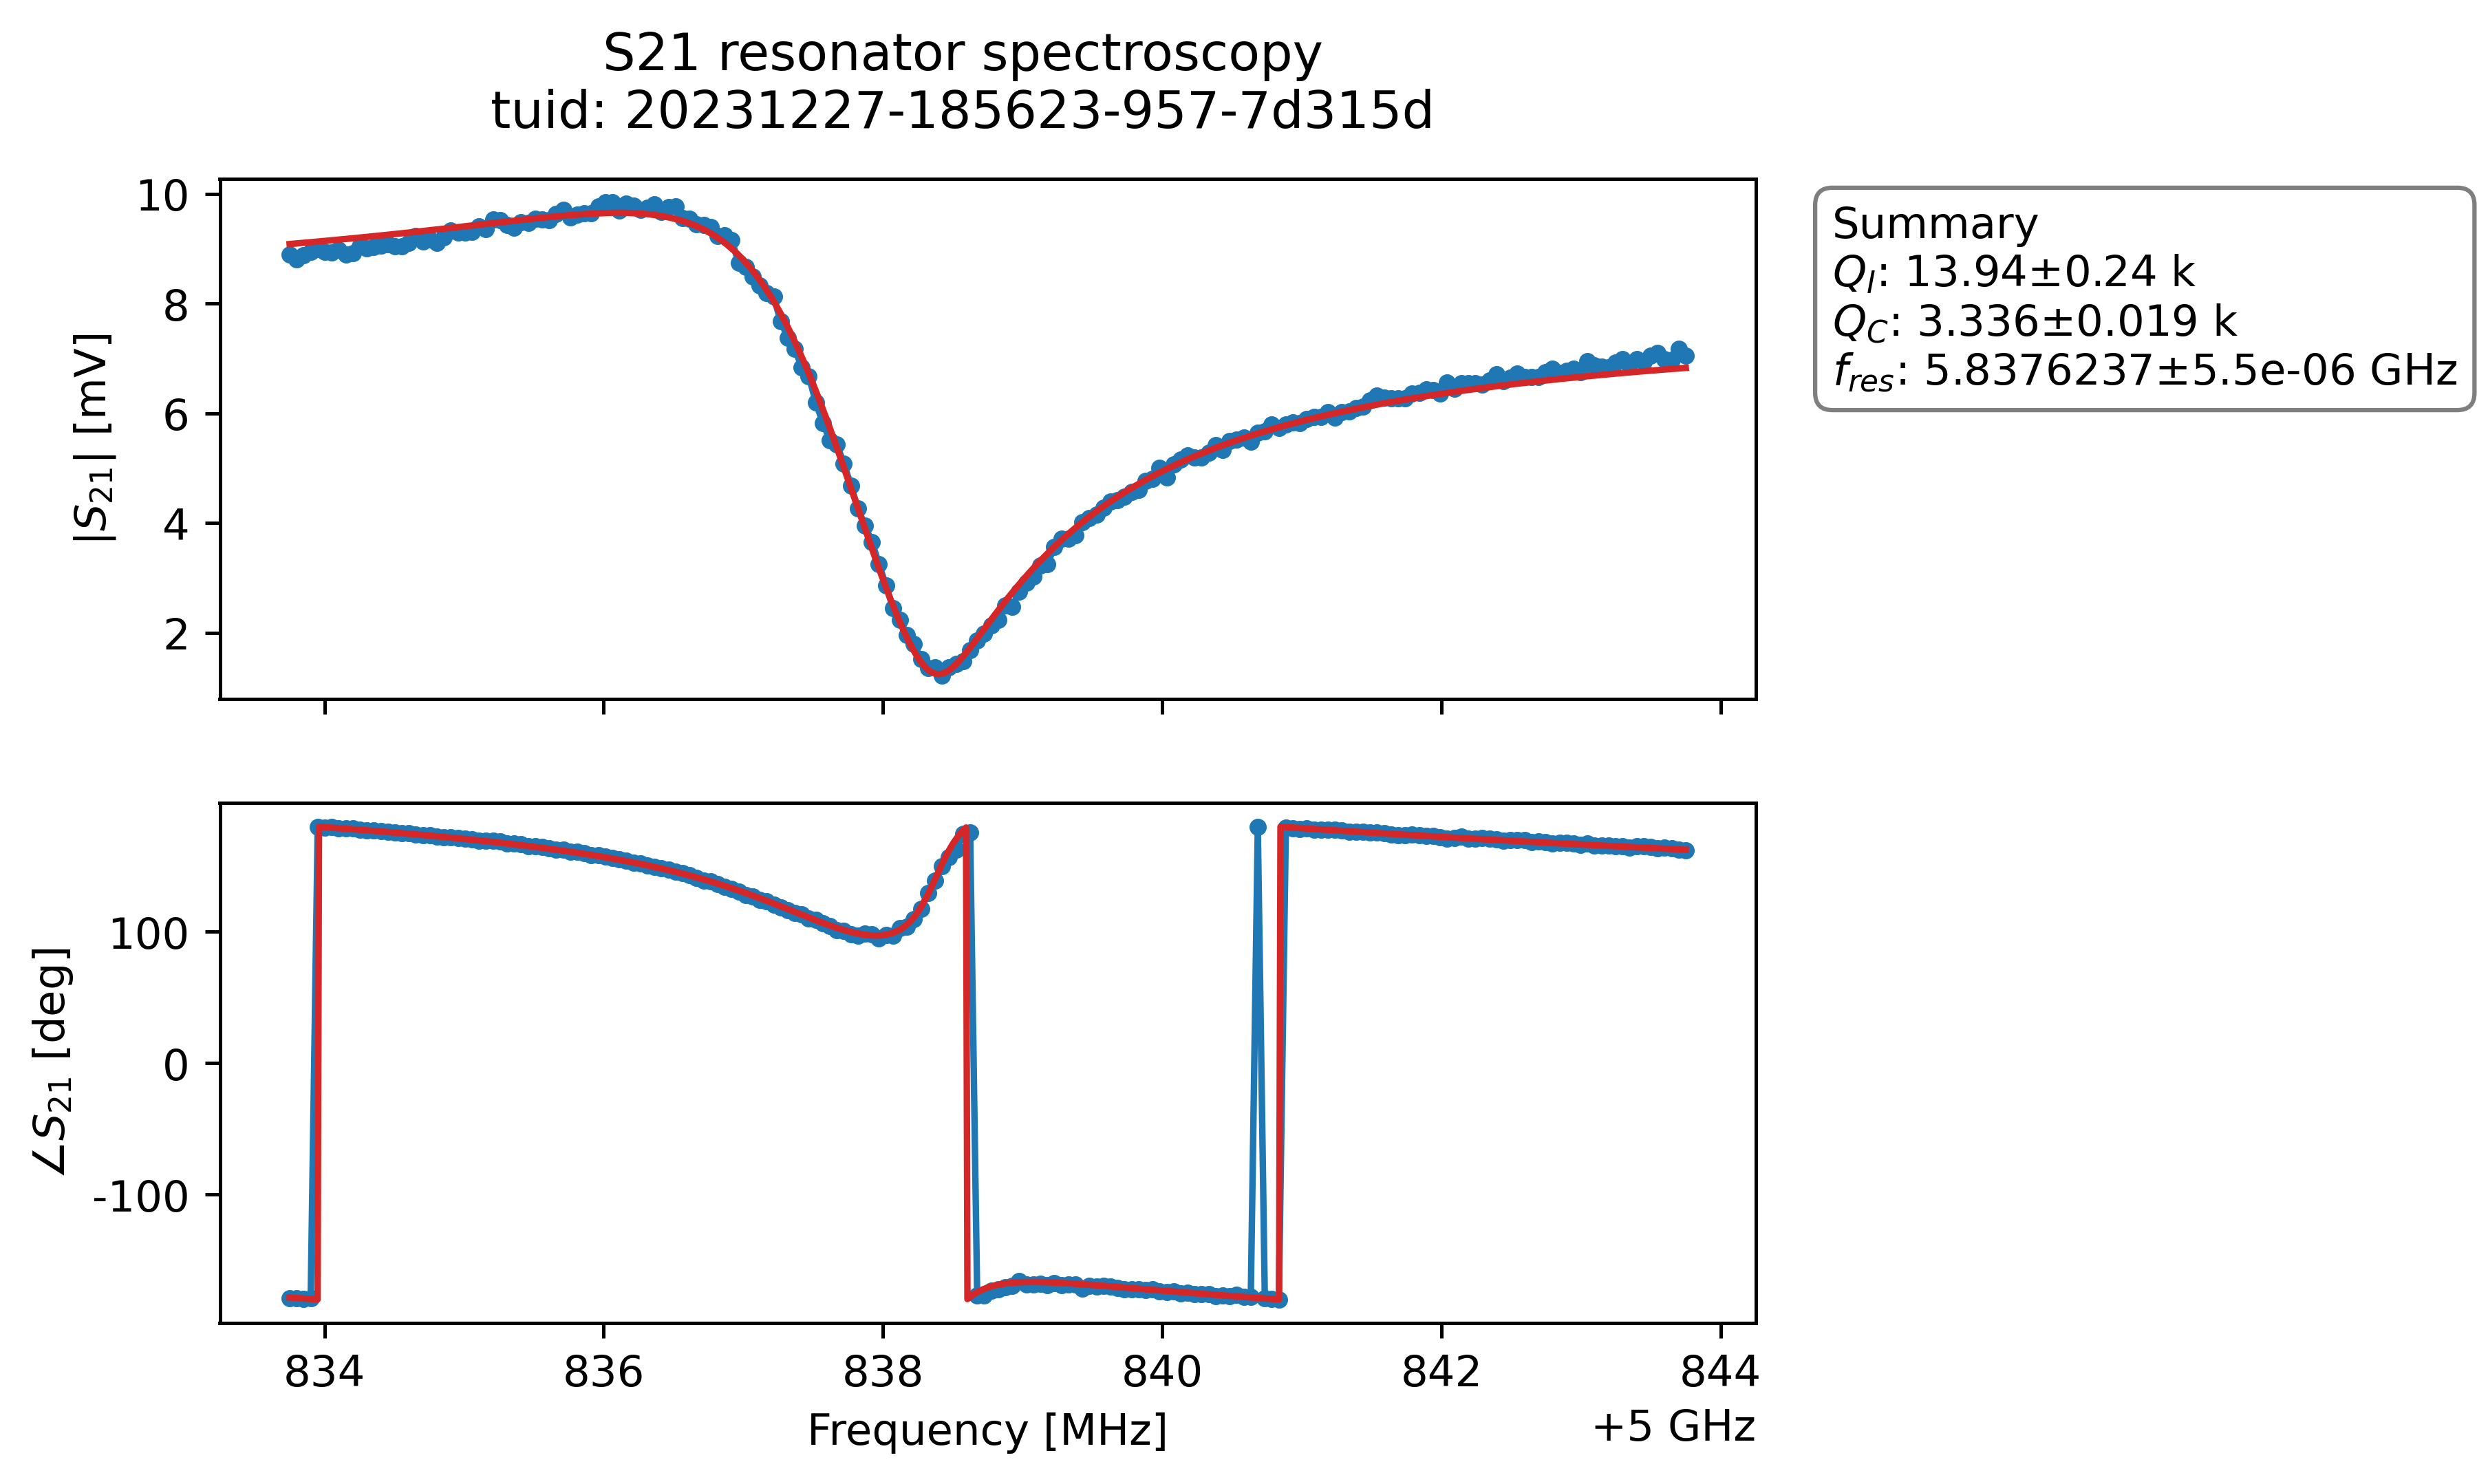 S21 resonator spectroscopy
tuid: 20231227-185623-957-7d315d
10
8
6
4
2
|S21| [mV]
Summary
QI: 13.94±0.24 k
QC: 3.336±0.019 k
fres: 5.8376237±5.5e-06 GHz
100
0
-100
∠S21 [deg]
834 836 838 840 842 844
Frequency [MHz]
+5 GHz